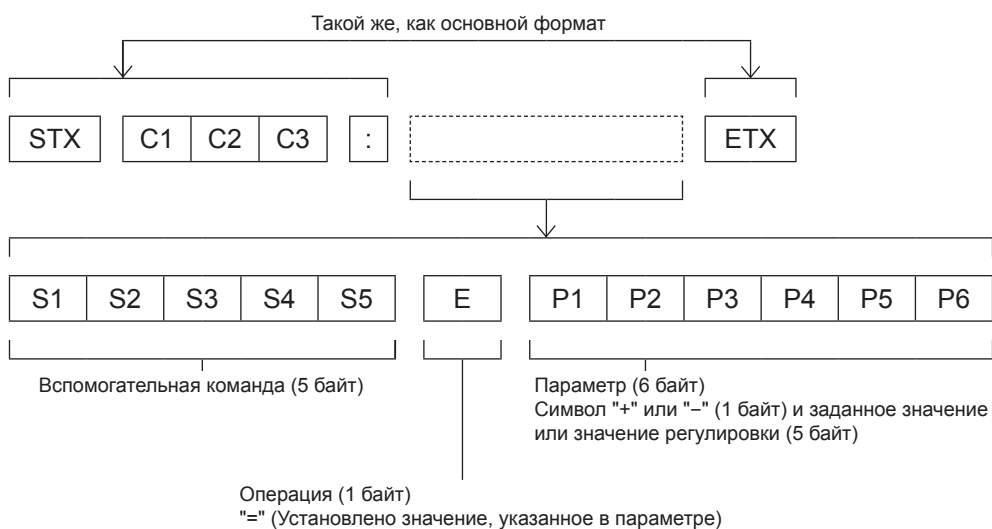 Такой же, как основной формат
STX C1 C2 C3 : ETX
S1 S2 S3 S4 S5 E P1 P2 P3 P4 P5 P6
Вспомогательная команда (5 байт)
Параметр (6 байт)
Символ "+" или "−" (1 байт) и заданное значение
или значение регулировки (5 байт)
Операция (1 байт)
"=" (Установлено значение, указанное в параметре)